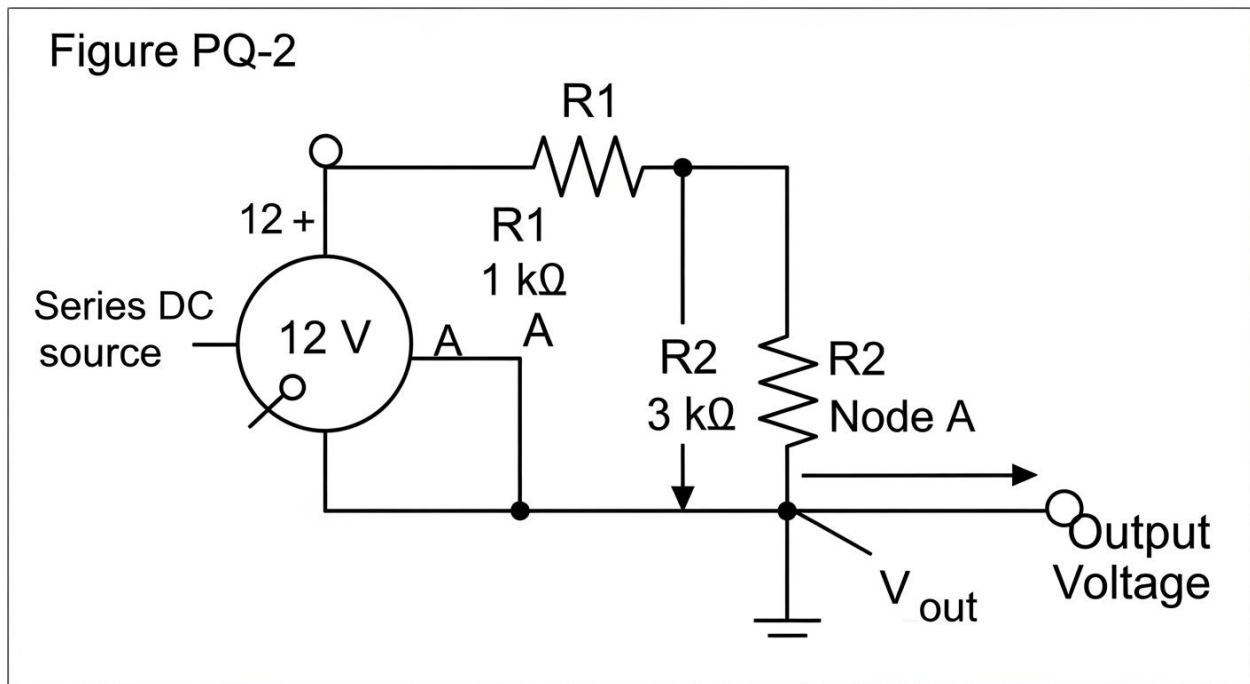 Figure PQ-2
R1
12 +
R1
1 kΩ
A
Series DC
source
12 V
A
R2
3 kΩ
R2
Node A
Output
Voltage
Vout